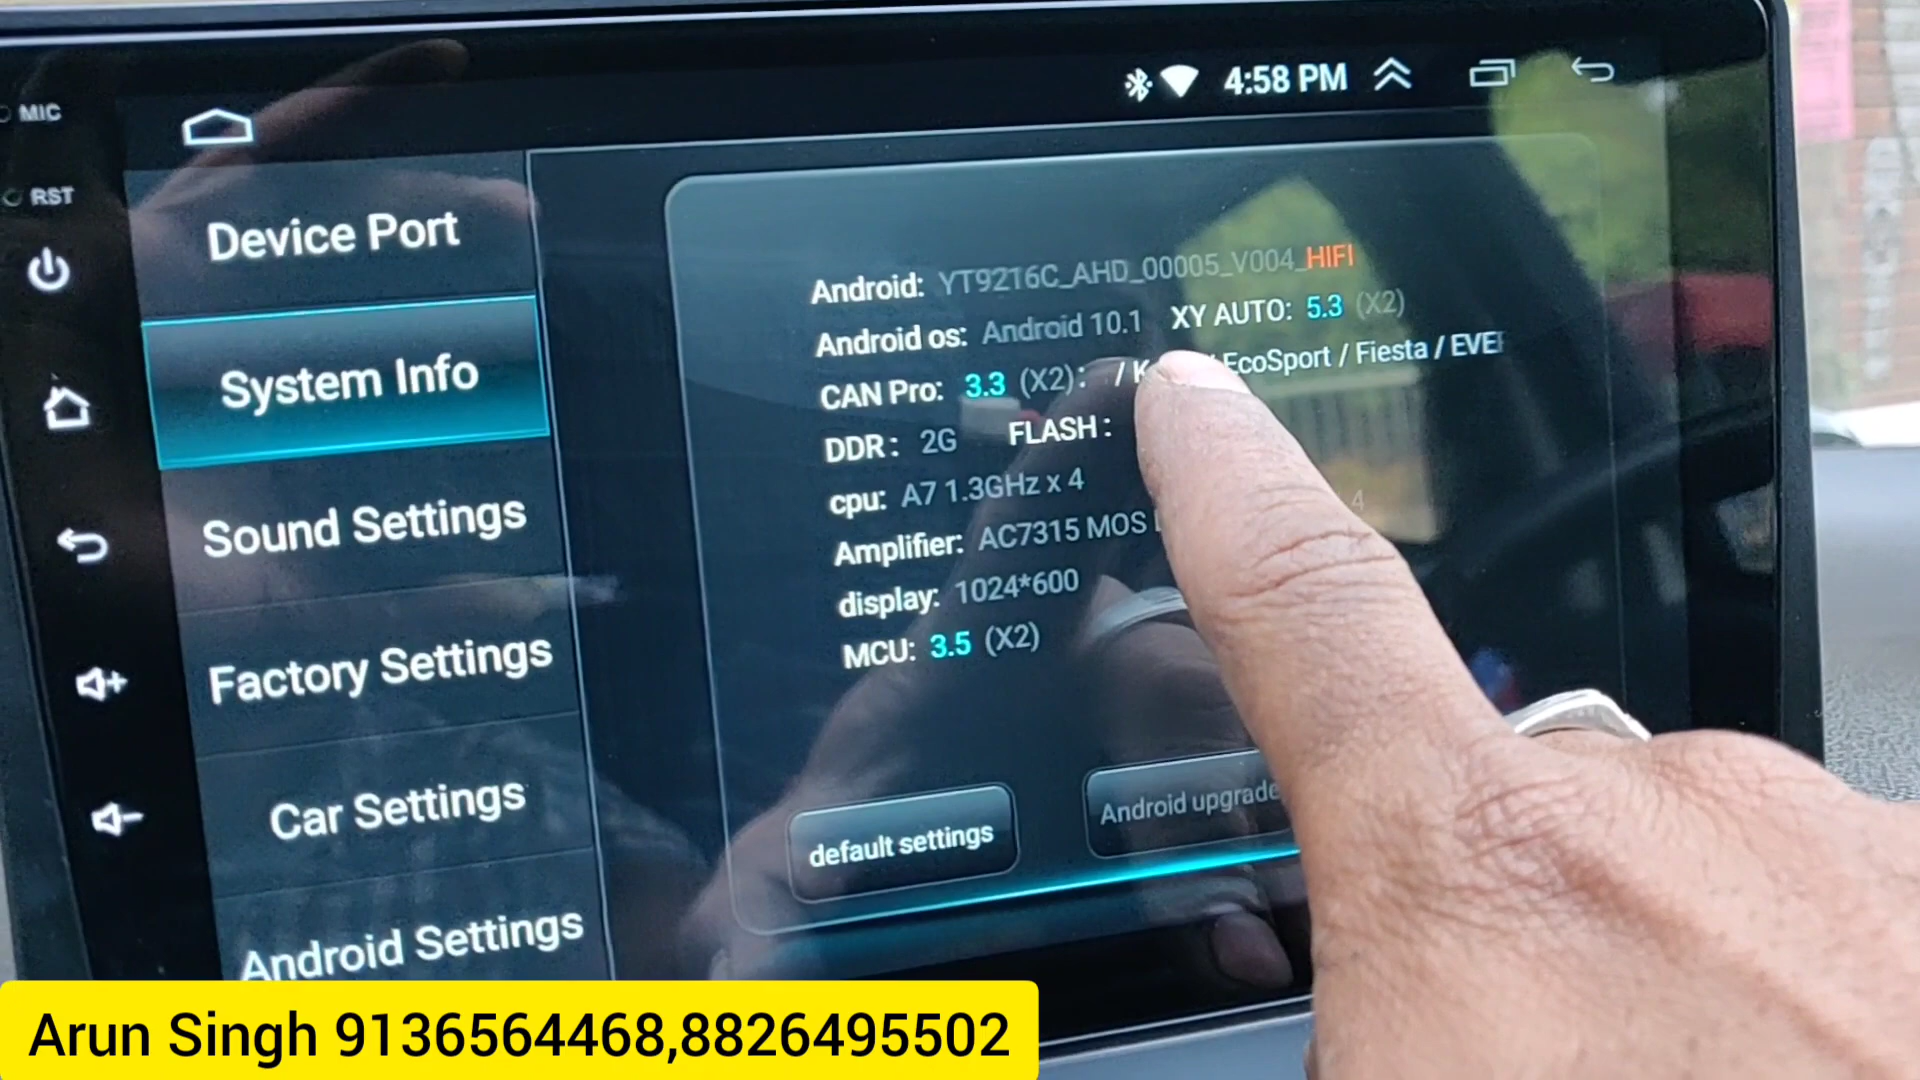 MIC
4:58 PM
RST
Device Port
System Info
Sound Settings
Factory Settings
Car Settings
Android Settings
Android: YT9216C_AHD_00005_V004_HIFI
Android os: Android 10.1 XY AUTO: 5.3 (X2)
CAN Pro: 3.3 (X2): / EcoSport / Fiesta /
DDR: 2G FLASH:
cpu: A7 1.3GHz x 4
Amplifier: AC7315 MOS
display: 1024*600
MCU: 3.5 (X2)
default settings
Android upgrade
Arun Singh 9136564468,8826495502